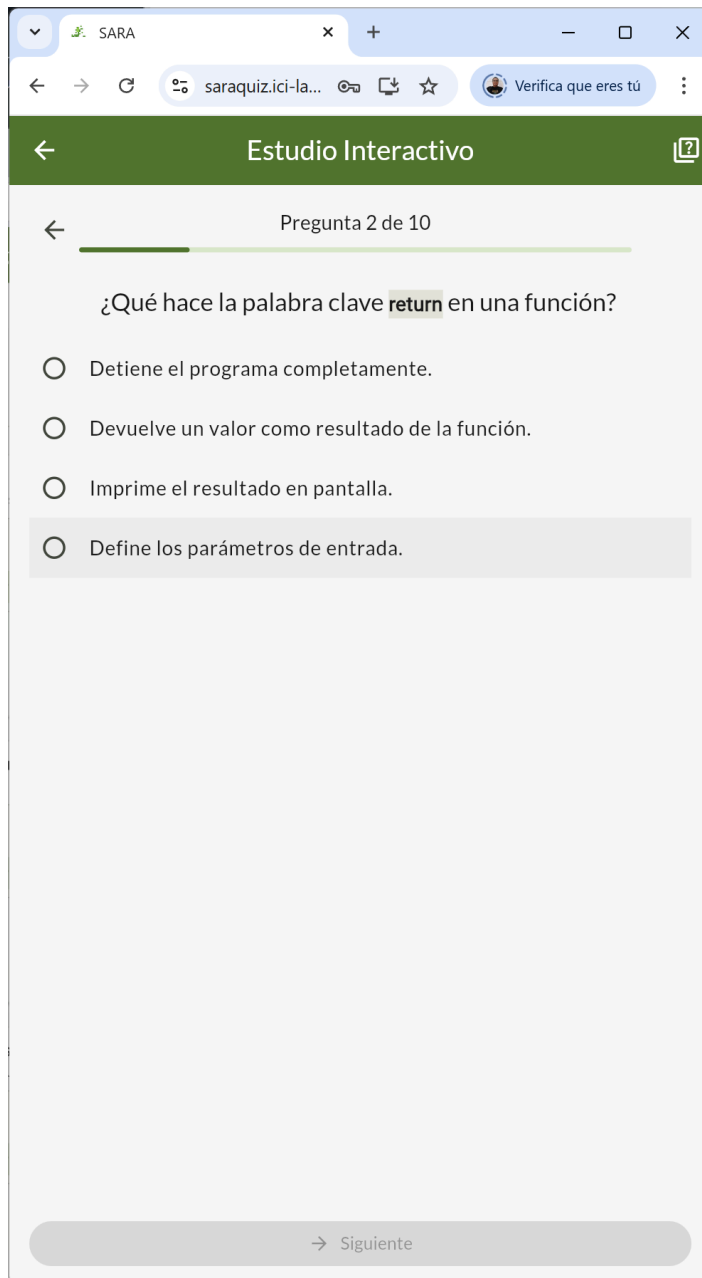 SARA
saraquiz.ici-la...
Verifica que eres tú
Estudio Interactivo
Pregunta 2 de 10
¿Qué hace la palabra clave return en una función?
Detiene el programa completamente.
Devuelve un valor como resultado de la función.
Imprime el resultado en pantalla.
Define los parámetros de entrada.
Siguiente